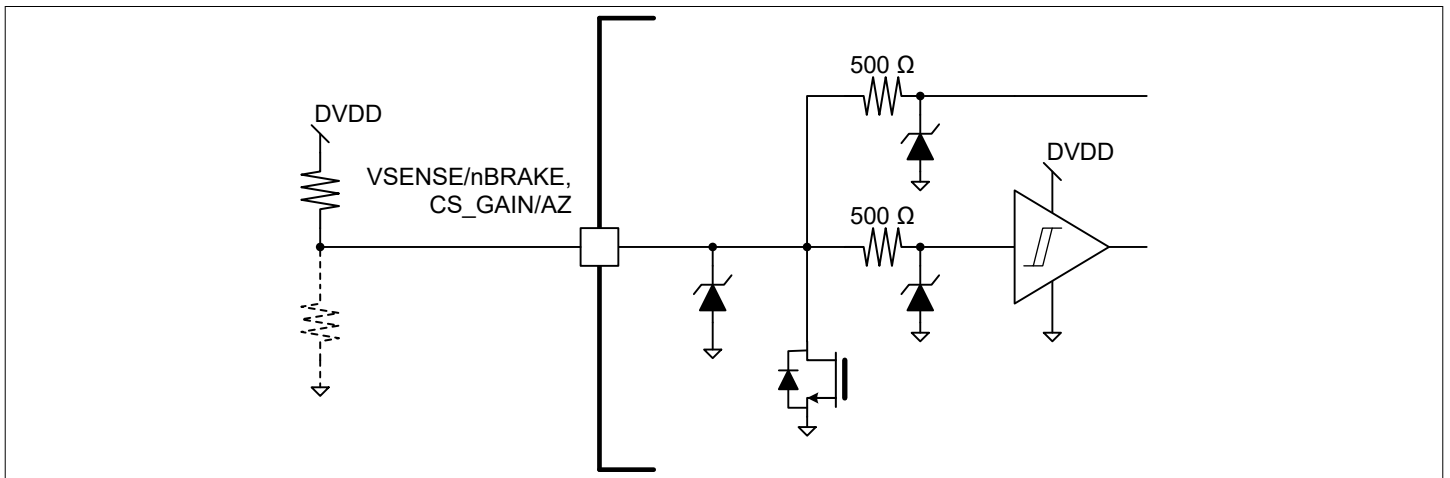 500 Ω
DVDD
DVDD
VSENSE/nBRAKE,
CS_GAIN/AZ
500 Ω